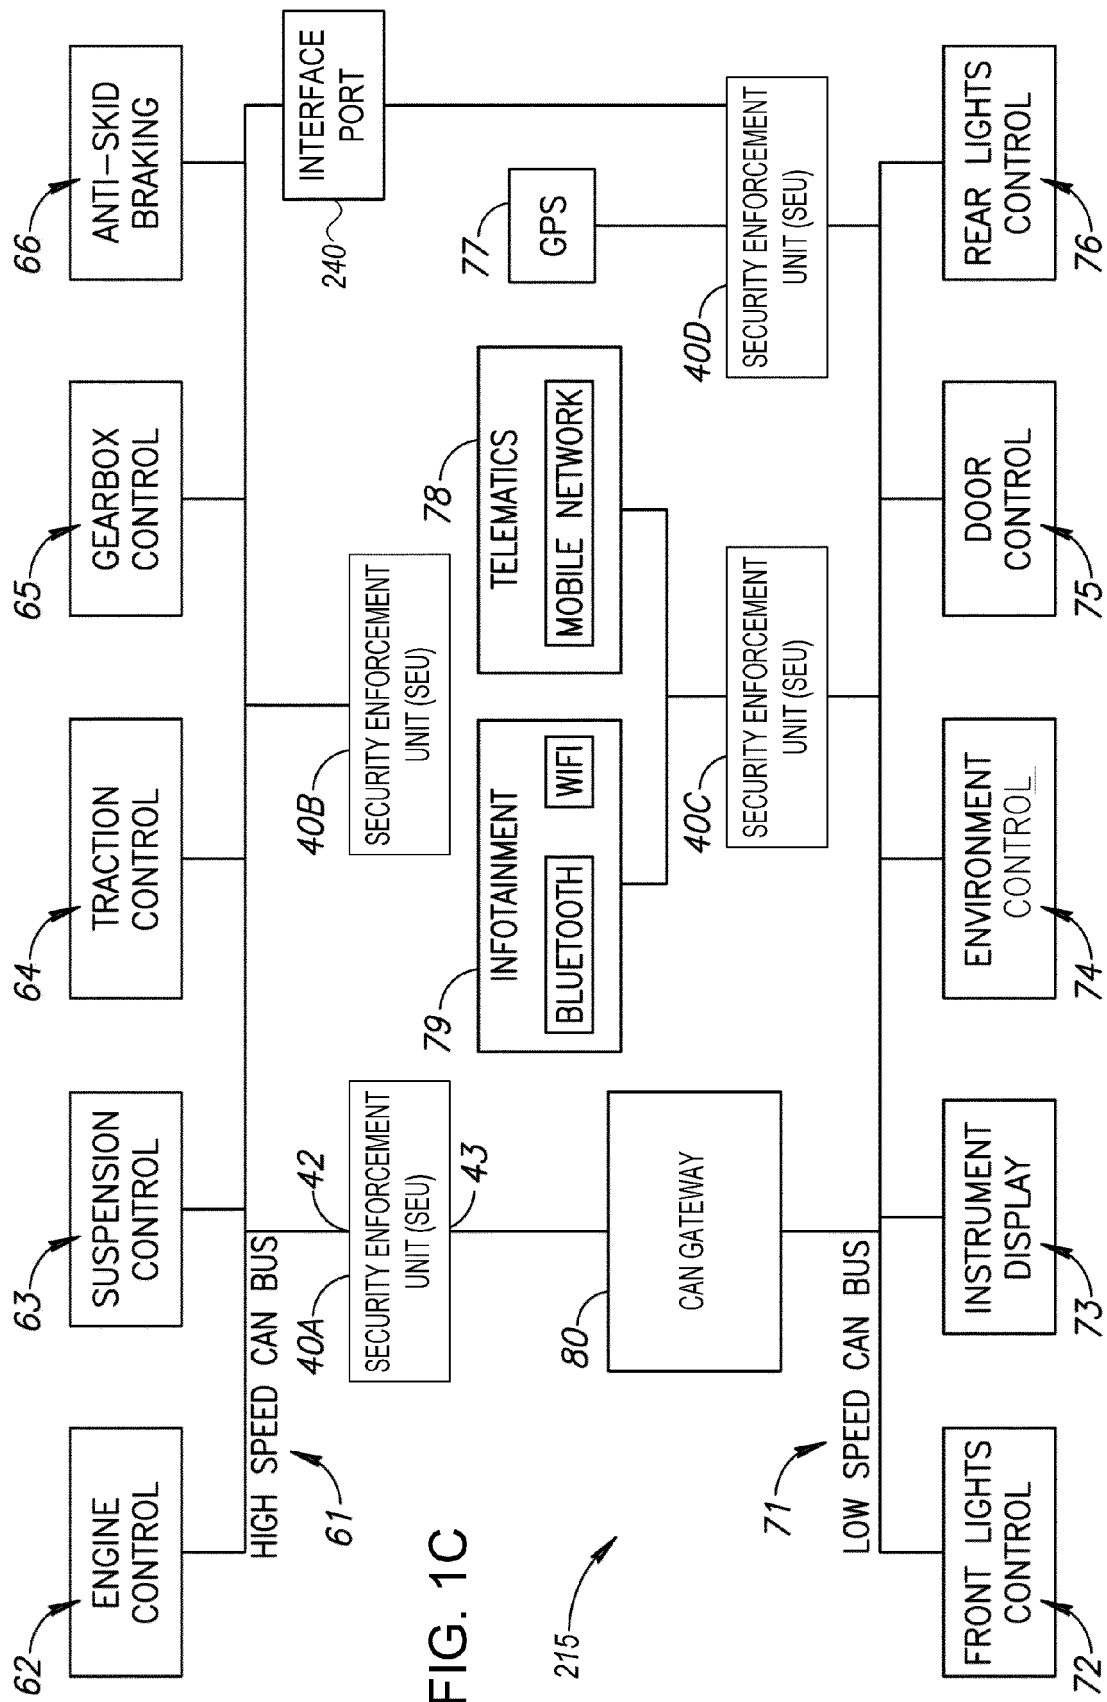 62
ENGINE
CONTROL
63
SUSPENSION
CONTROL
64
TRACTION
CONTROL
65
GEARBOX
CONTROL
66
ANTI-SKID
BRAKING
HIGH SPEED CAN BUS
61
42
40A
SECURITY ENFORCEMENT
UNIT (SEU)
43
40B
SECURITY ENFORCEMENT
UNIT (SEU)
INTERFACE
PORT
240
FIG. 1C
215
79
INFOTAINMENT
BLUETOOTH
WIFI
78
TELEMATICS
MOBILE NETWORK
77
GPS
80
CAN GATEWAY
40C
SECURITY ENFORCEMENT
UNIT (SEU)
40D
SECURITY ENFORCEMENT
UNIT (SEU)
71
LOW SPEED CAN BUS
FRONT LIGHTS
CONTROL
72
INSTRUMENT
DISPLAY
73
ENVIRONMENT
CONTROL
74
DOOR
CONTROL
75
REAR LIGHTS
CONTROL
76